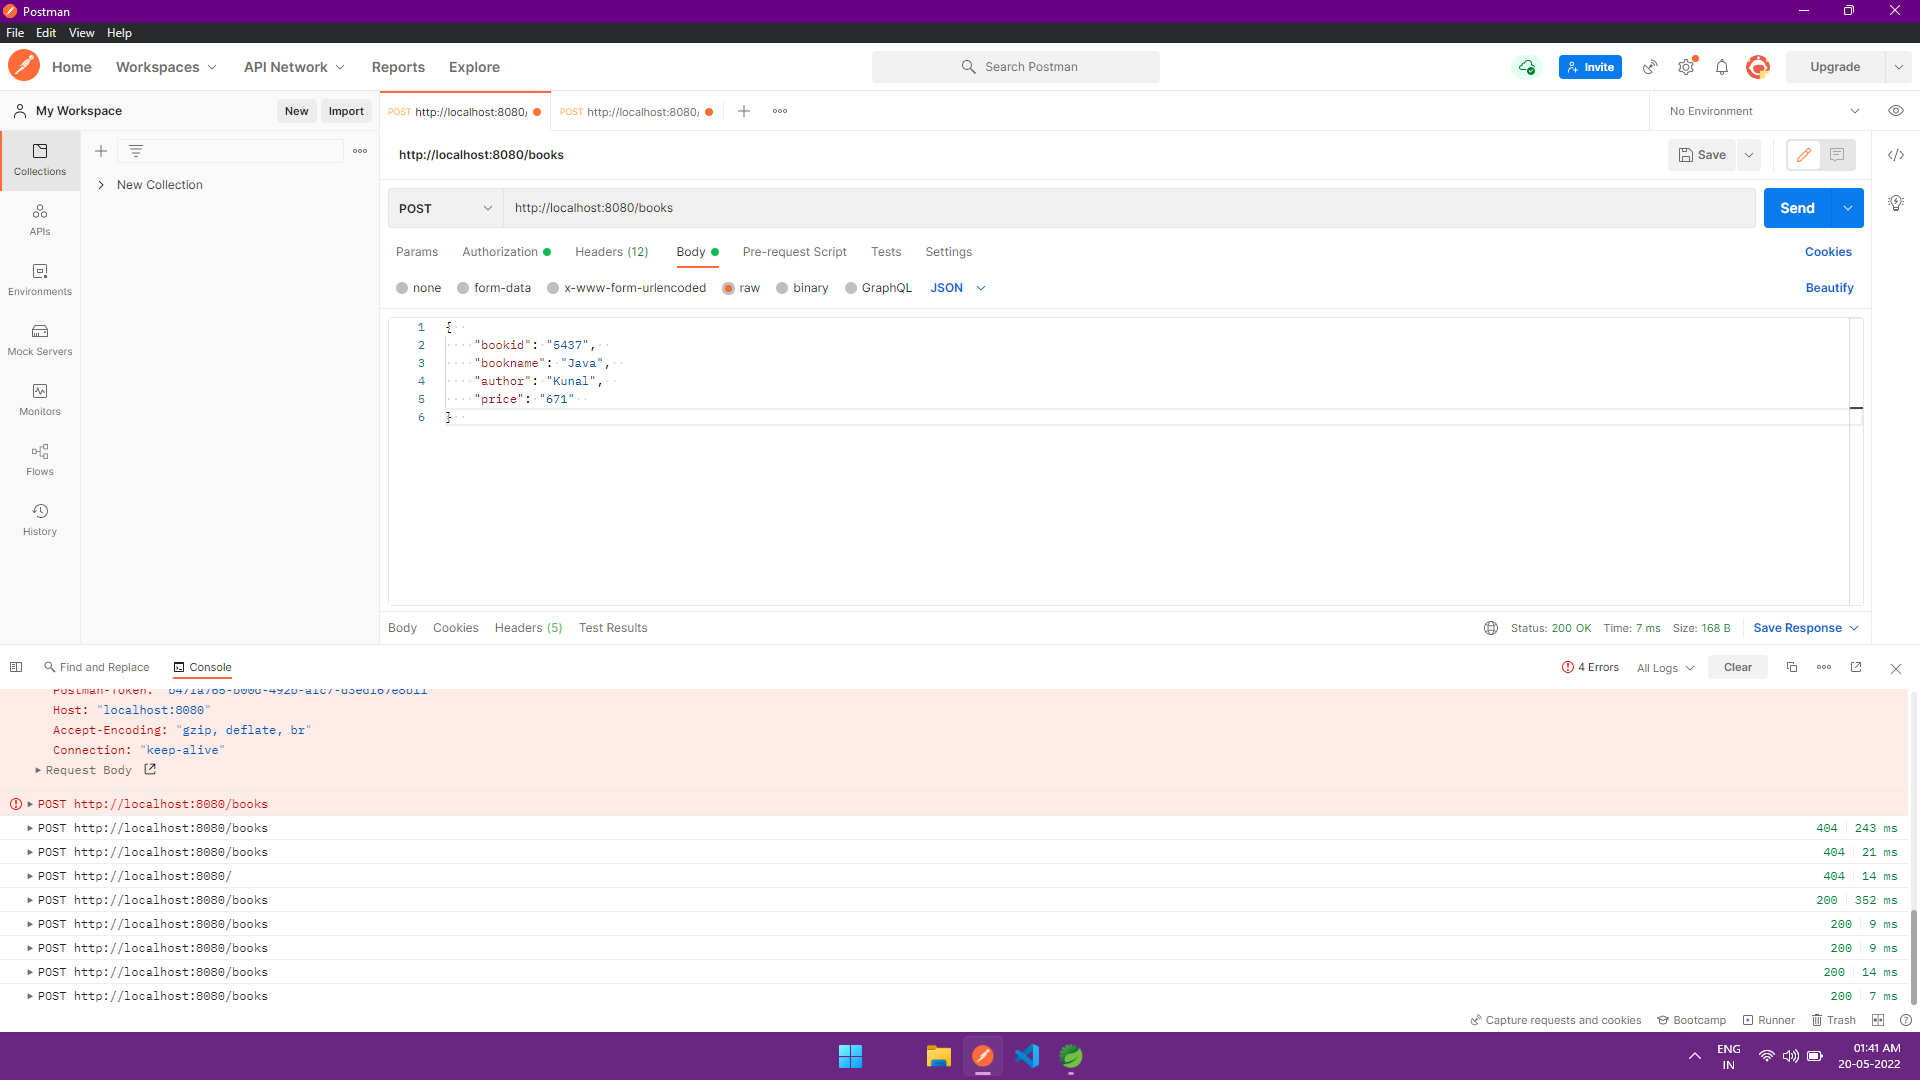 Postman
File Edit View Help
Home Workspaces API Network Reports Explore Search Postman Invite Upgrade
My Workspace New Import POST http://localhost:8080/ POST http://localhost:8080/ No Environment
Collections
New Collection
http://localhost:8080/books Save
APIs
POST http://localhost:8080/books Send
Params Authorization Headers (12) Body Pre-request Script Tests Settings Cookies
Environments
none form-data x-www-form-urlencoded raw binary GraphQL JSON Beautify
Mock Servers
Monitors
Flows
History
1 {
2 "bookid": "5437",
3 "bookname": "Java",
4 "author": "Kunal",
5 "price": "671"
6 }
Body Cookies Headers (5) Test Results Status: 200 OK Time: 7 ms Size: 168 B Save Response
Find and Replace Console 4 Errors All Logs Clear
Host: "localhost:8080"
Accept-Encoding: "gzip, deflate, br"
Connection: "keep-alive"
Request Body
POST http://localhost:8080/books
POST http://localhost:8080/books 404 243 ms
POST http://localhost:8080/books 404 21 ms
POST http://localhost:8080/ 404 14 ms
POST http://localhost:8080/books 200 352 ms
POST http://localhost:8080/books 200 9 ms
POST http://localhost:8080/books 200 9 ms
POST http://localhost:8080/books 200 14 ms
POST http://localhost:8080/books 200 7 ms
Capture requests and cookies Bootcamp Runner Trash
ENG IN 01:41 AM
20-05-2022